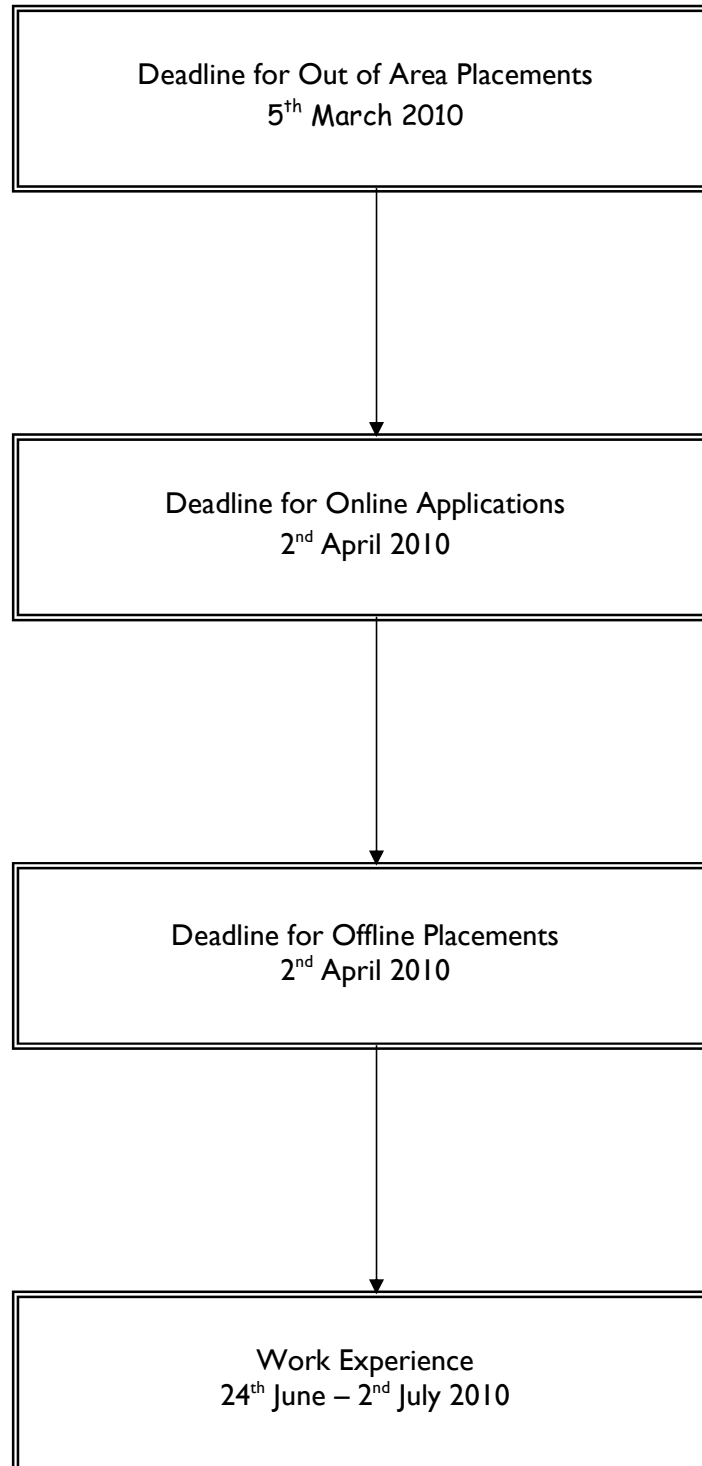 Deadline for Out of Area Placements
5th March 2010
Deadline for Online Applications
2nd April 2010
Deadline for Offline Placements
2nd April 2010
Work Experience
24th June – 2nd July 2010